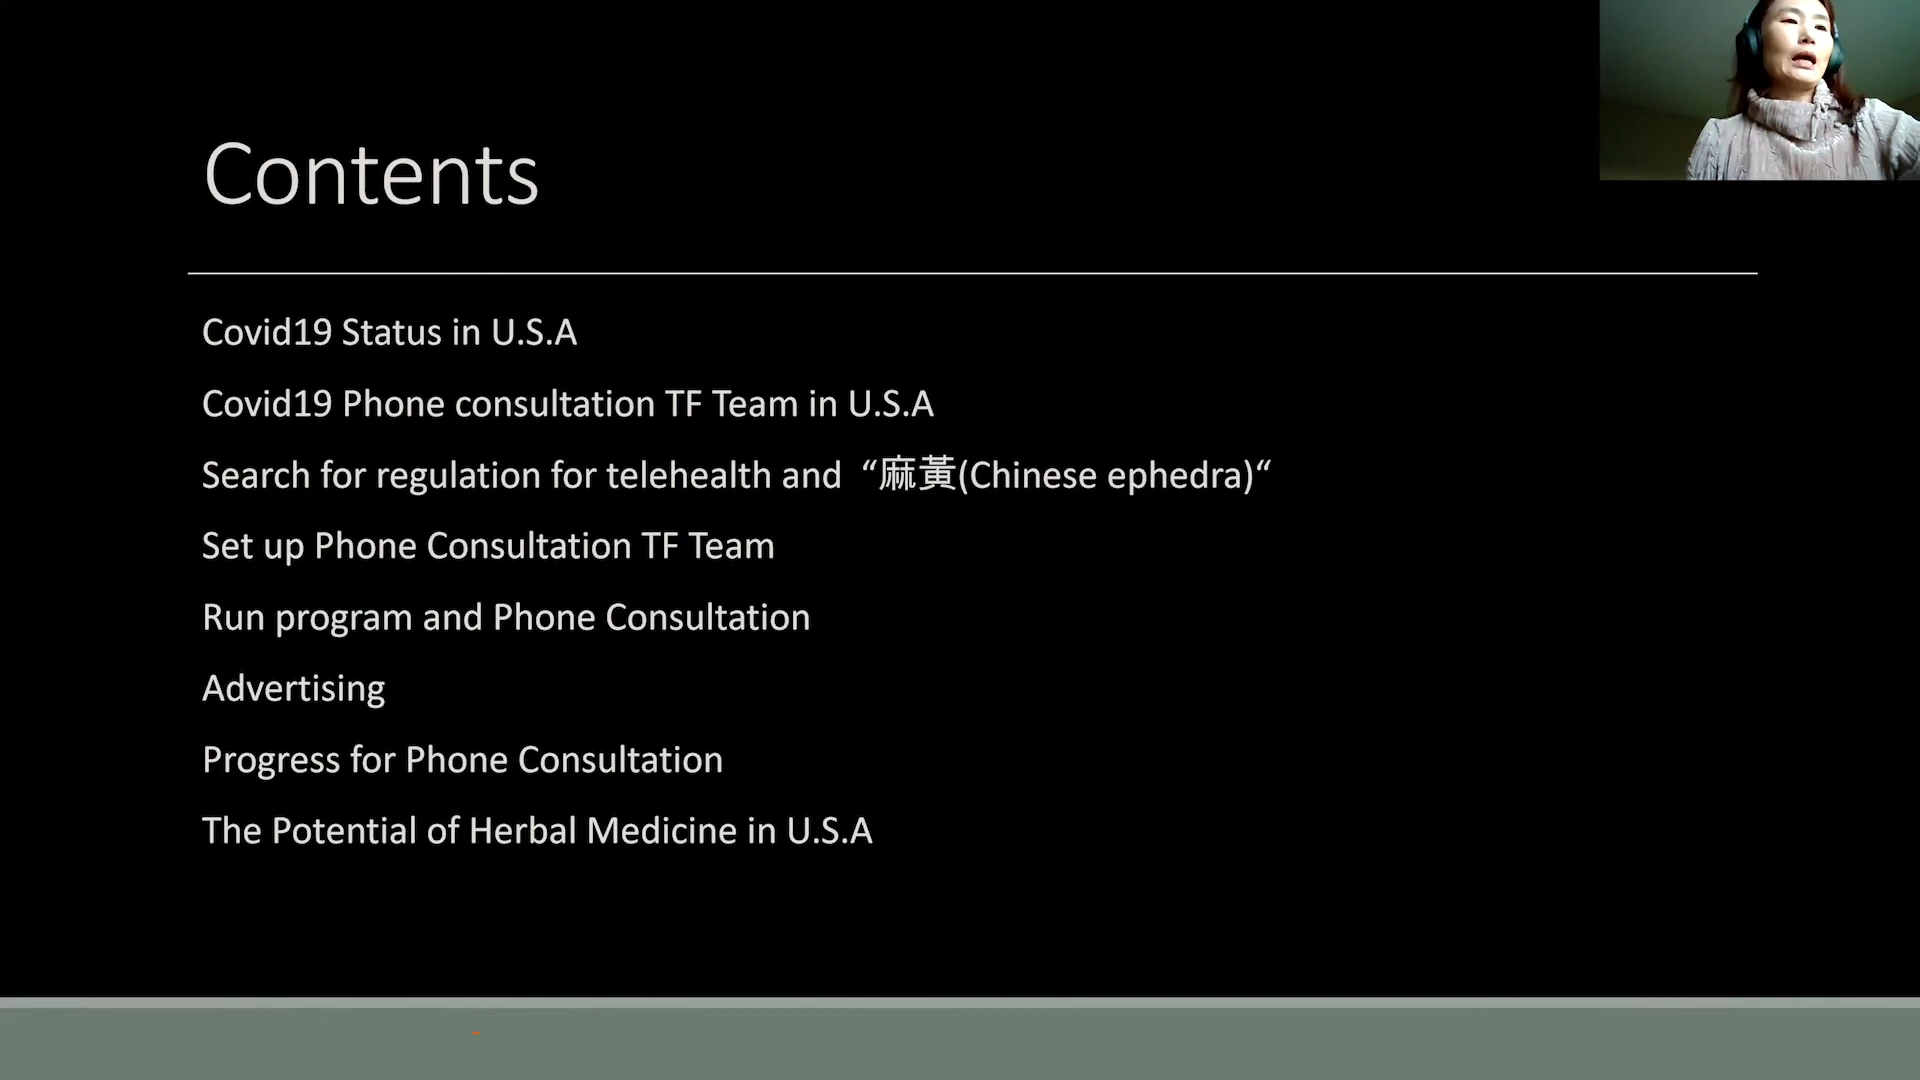 Contents
Covid19 Status in U.S.A
Covid19 Phone consultation TF Team in U.S.A
Search for regulation for telehealth and “麻黃(Chinese ephedra)“
Set up Phone Consultation TF Team
Run program and Phone Consultation
Advertising
Progress for Phone Consultation
The Potential of Herbal Medicine in U.S.A